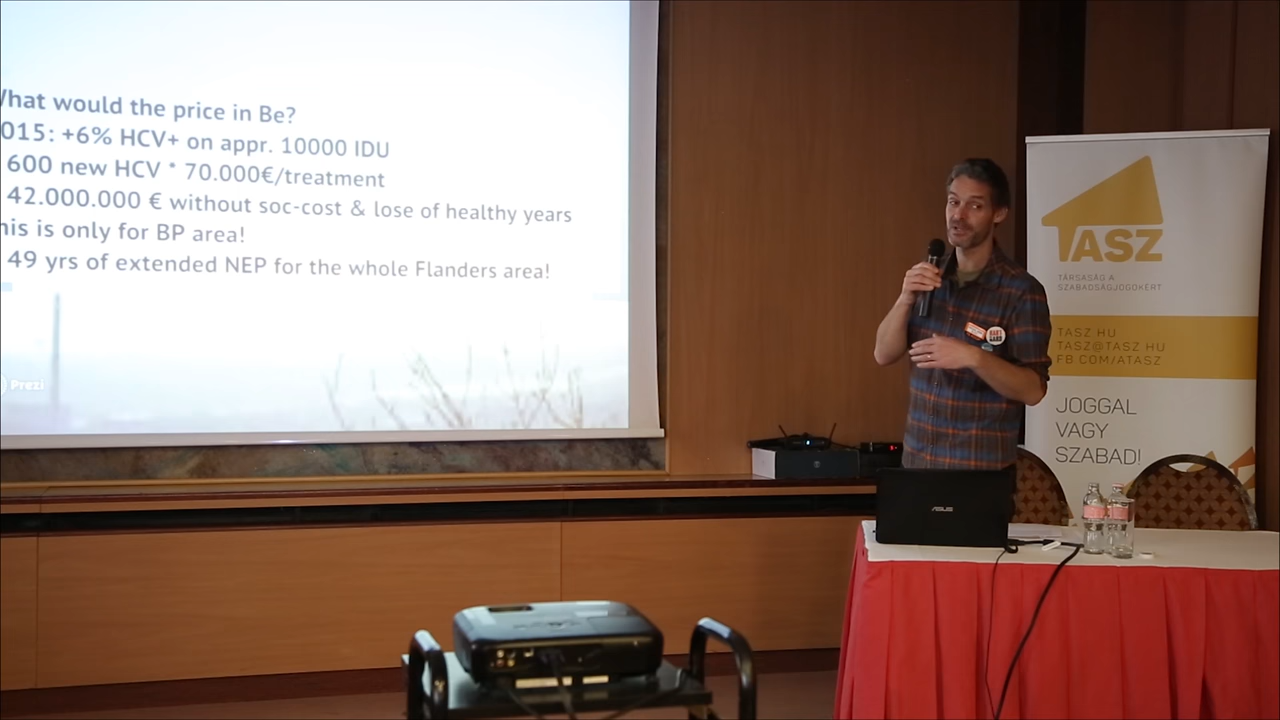 What would the price in Be?
015: +6% HCV+ on appr. 10000 IDU
600 new HCV * 70.000€/treatment
42.000.000 € without soc-cost & lose of healthy years
his is only for BP area!
49 yrs of extended NEP for the whole Flanders area!
Prezi
TASZ
TÁRSASÁG A
SZABADSÁGJOGOKÉRT
TASZ HU
TASZ@TASZ HU
FB COM/ATASZ
JOGGAL
VAGY
SZABAD!
ASUS